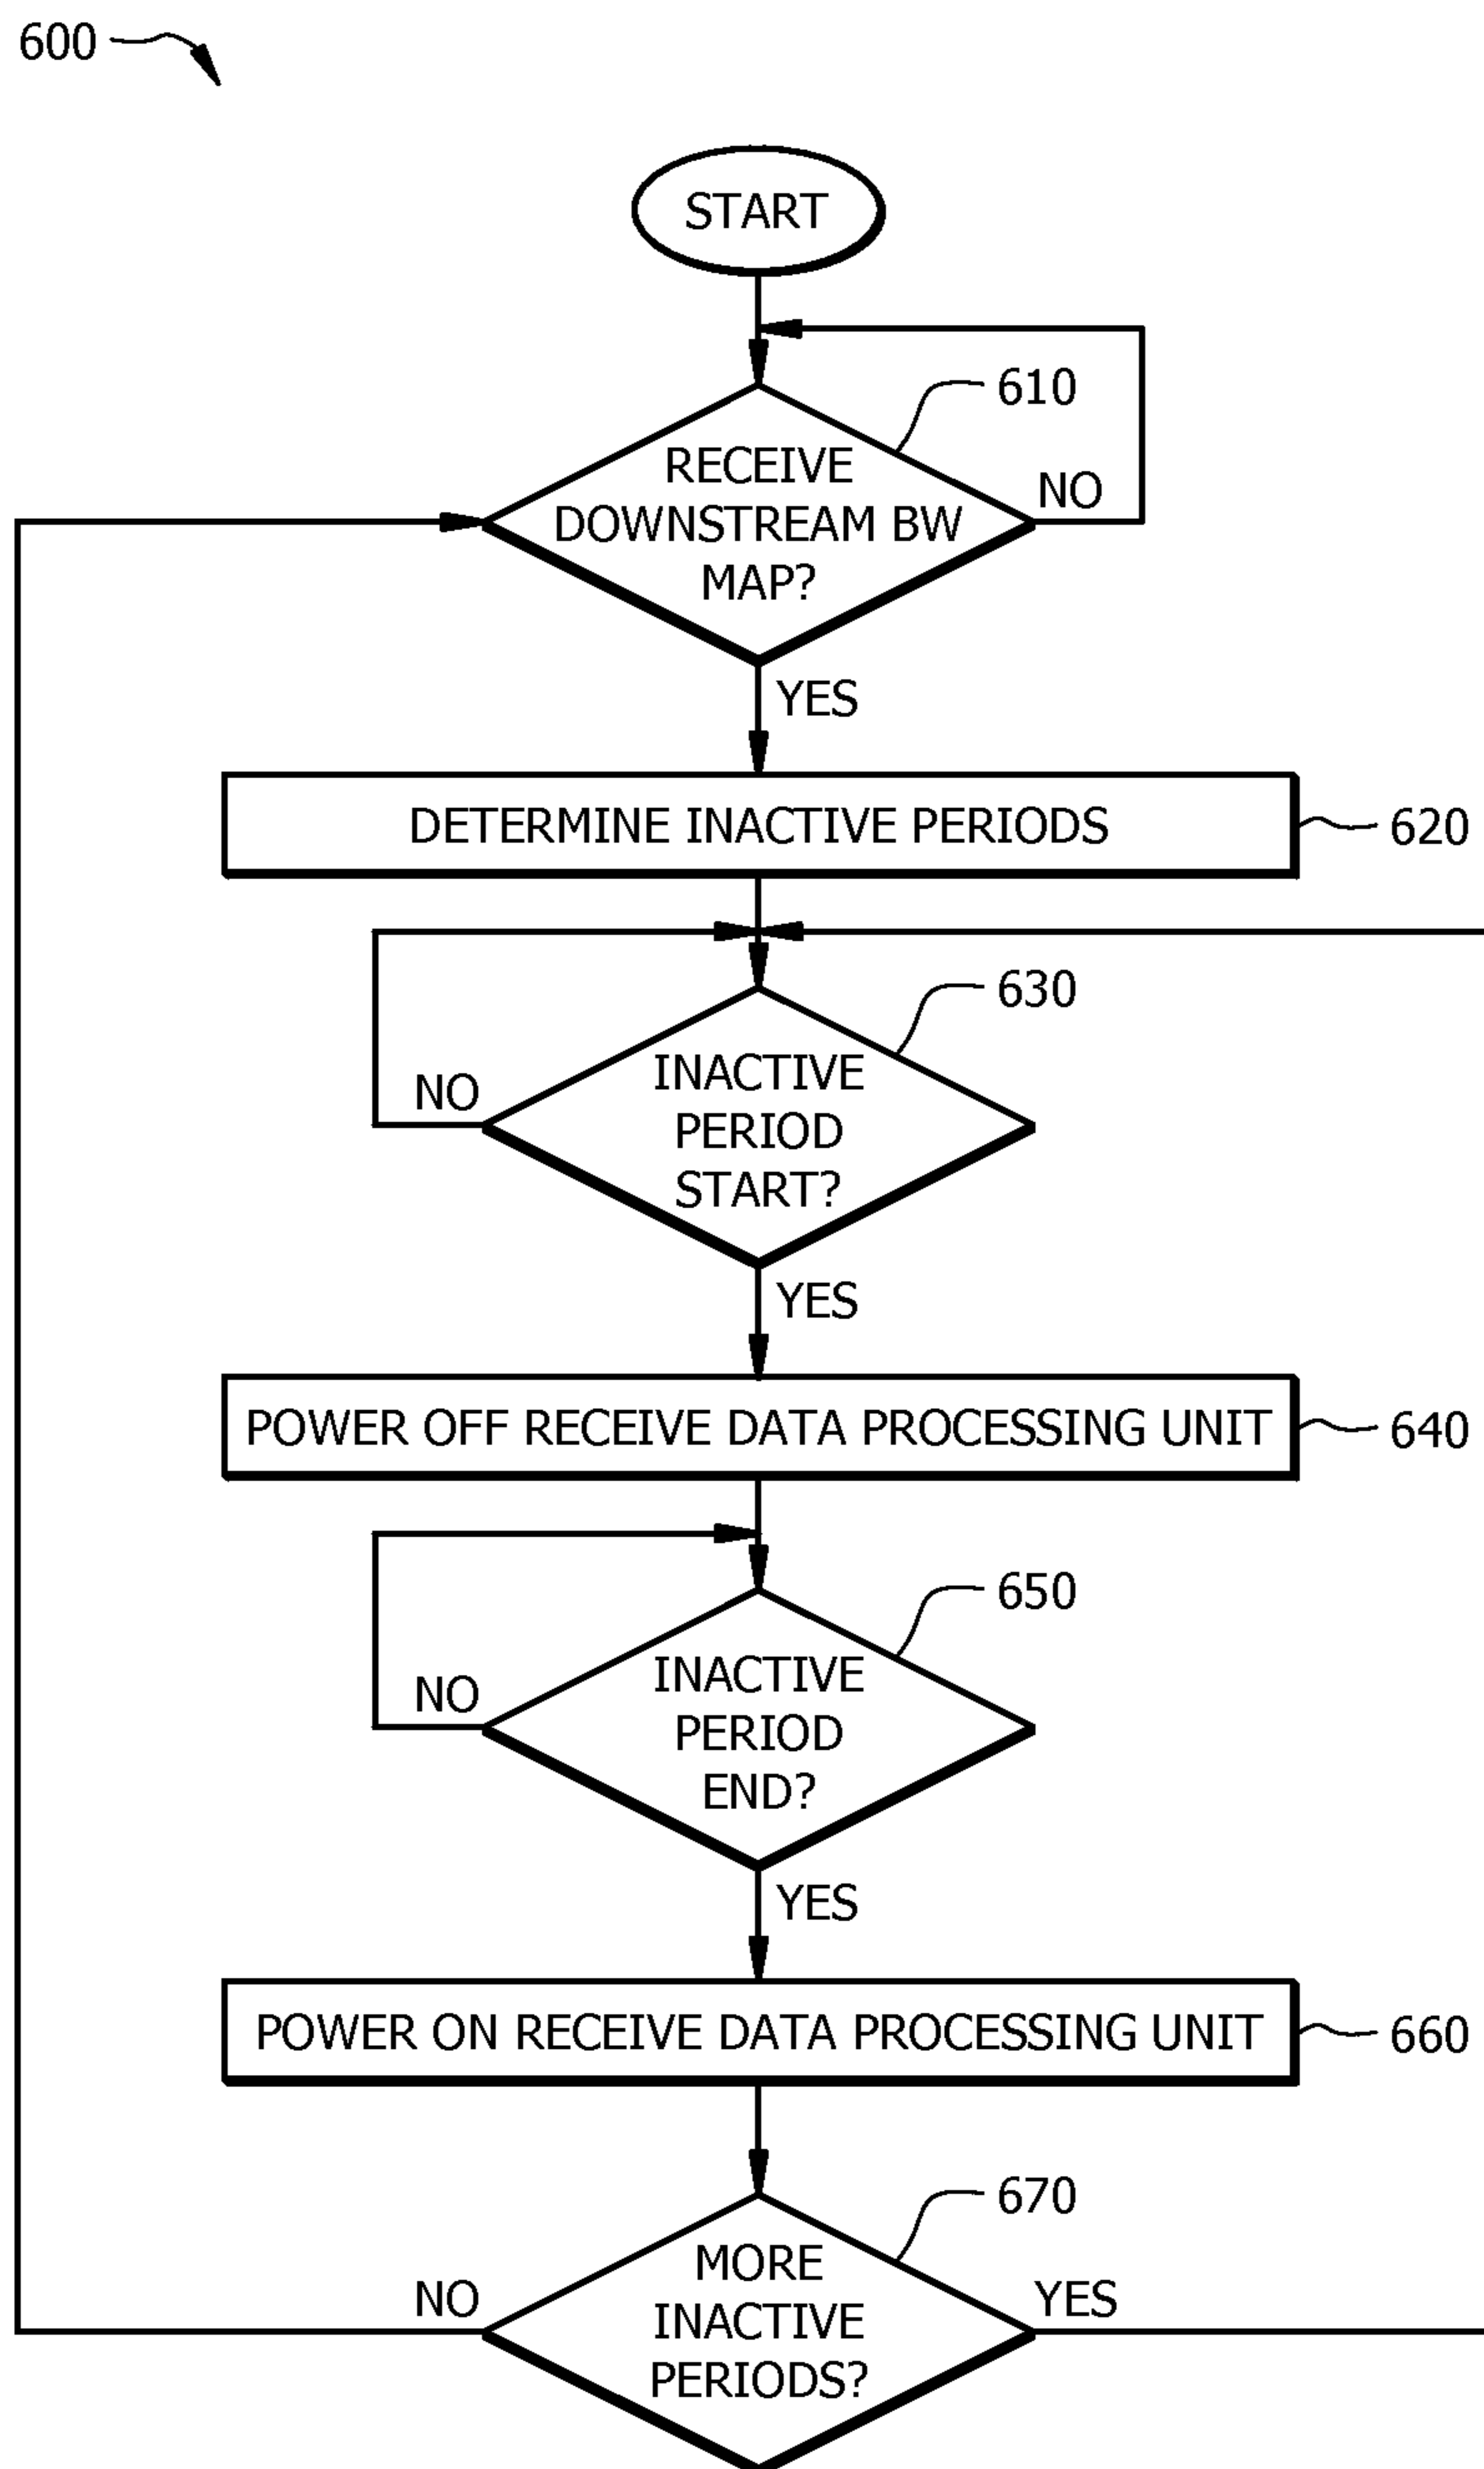 600
START
610
RECEIVE
DOWNSTREAM BW
MAP?
NO
YES
DETERMINE INACTIVE PERIODS
620
630
INACTIVE
PERIOD
START?
NO
YES
POWER OFF RECEIVE DATA PROCESSING UNIT
640
650
INACTIVE
PERIOD
END?
NO
YES
POWER ON RECEIVE DATA PROCESSING UNIT
660
670
MORE
INACTIVE
PERIODS?
NO
YES